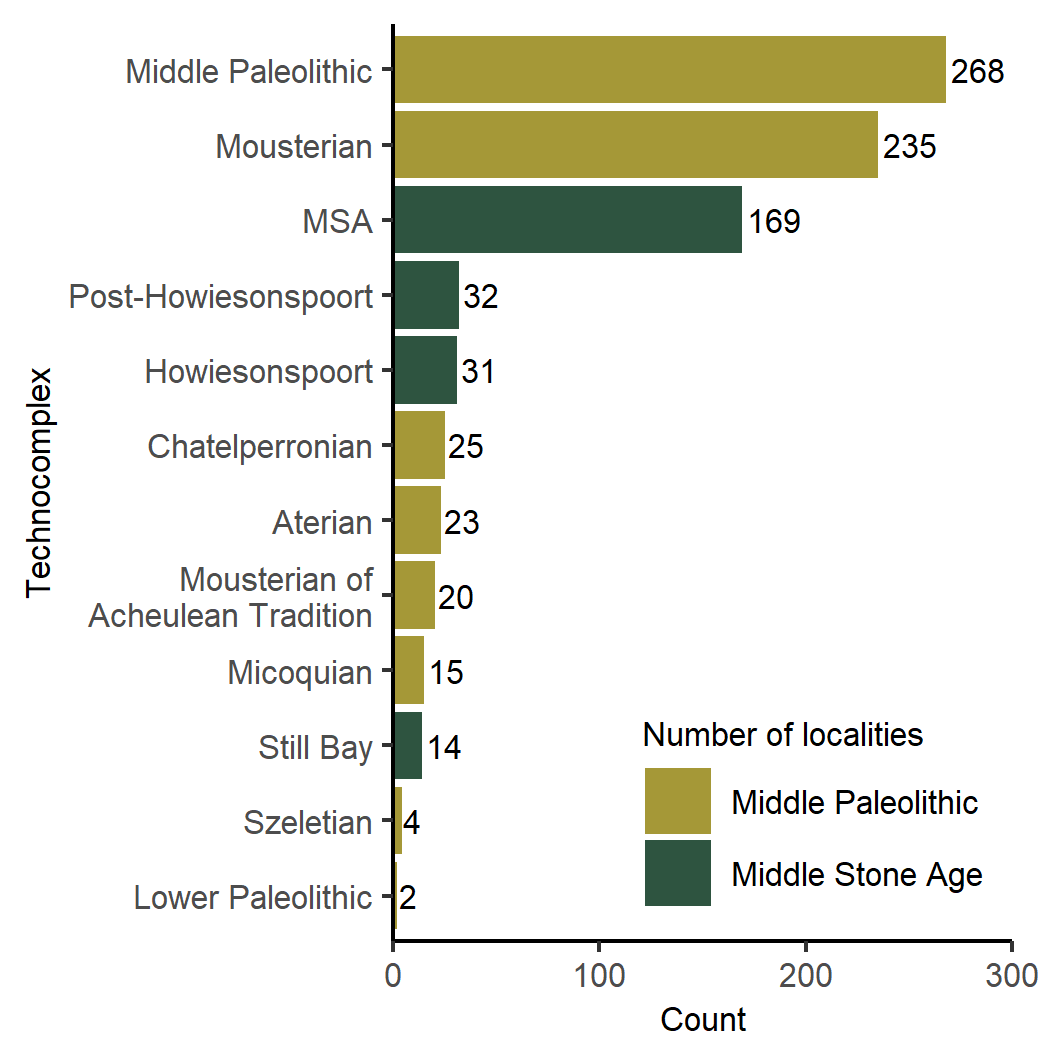 Middle Paleolithic 268
Mousterian 235
MSA 169
Post-Howiesonspoort 32
Howiesonspoort 31
Chatelperronian 25
Aterian 23
Mousterian of
Acheulean Tradition 20
Micoquian 15
Still Bay 14
Szeletian 4
Lower Paleolithic 2
Technocomplex
Number of localities
Middle Paleolithic
Middle Stone Age
0 100 200 300
Count